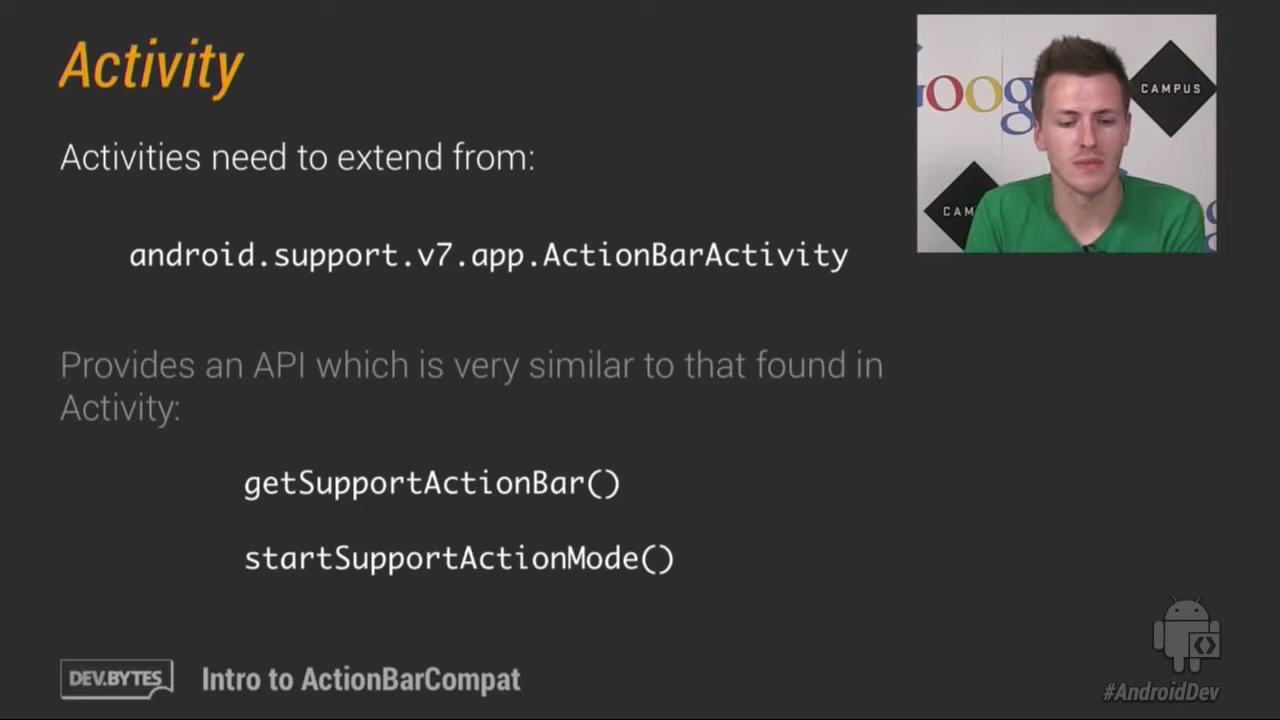 Activity
Activities need to extend from:
android.support.v7.app.ActionBarActivity
Provides an API which is very similar to that found in
Activity:
getSupportActionBar()
startSupportActionMode()
DEV.BYTES
Intro to ActionBarCompat
#AndroidDev
Google
CAMPUS
CAM